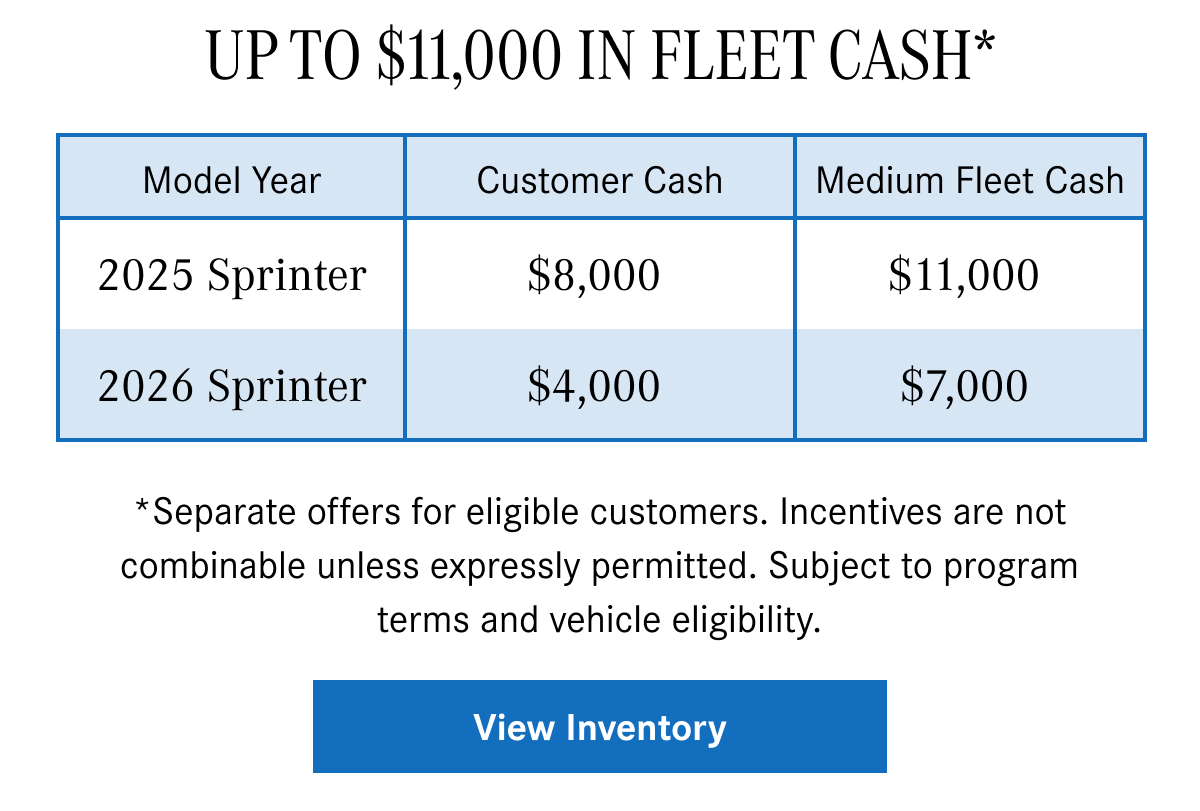 UP TO $11,000 IN FLEET CASH*
Model Year Customer Cash Medium Fleet Cash
2025 Sprinter $8,000 $11,000
2026 Sprinter $4,000 $7,000
*Separate offers for eligible customers. Incentives are not
combinable unless expressly permitted. Subject to program
terms and vehicle eligibility.
View Inventory